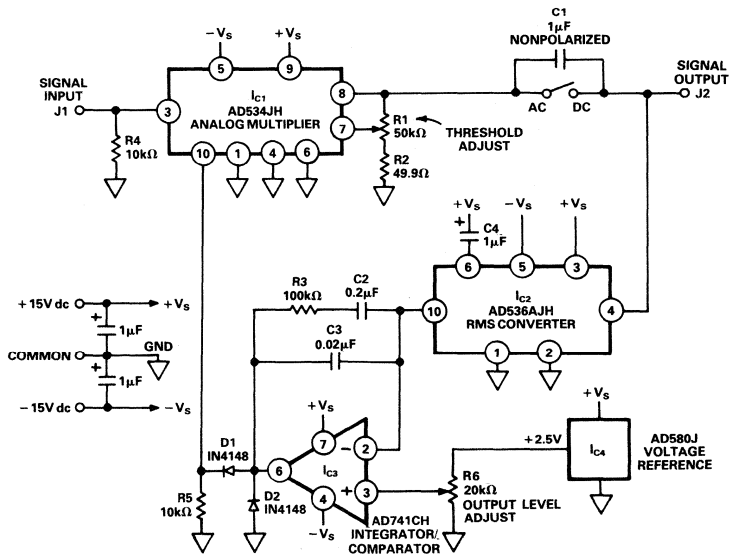 C1
1μF
NONPOLARIZED
–VS
+VS
SIGNAL
INPUT
J1
SIGNAL
OUTPUT
J2
5
9
IC1
AD534JH
ANALOG MULTIPLIER
3
8
7
10
1
4
6
AC
DC
R4
10kΩ
R1
50kΩ
THRESHOLD
ADJUST
R2
49.9Ω
+VS
–VS
+VS
C4
+
1μF
6
5
3
IC2
AD536AJH
RMS CONVERTER
10
4
1
2
R3
100kΩ
C2
0.2μF
C3
0.02μF
+15V dc
+VS
+
1μF
COMMON
GND
+
1μF
–15V dc
–VS
+VS
7
–
2
6
IC3
+
3
4
–VS
D1
IN4148
D2
IN4148
R5
10kΩ
AD741CH
INTEGRATOR/
COMPARATOR
R6
20kΩ
OUTPUT LEVEL
ADJUST
+2.5V
+VS
IC4
AD580J
VOLTAGE
REFERENCE